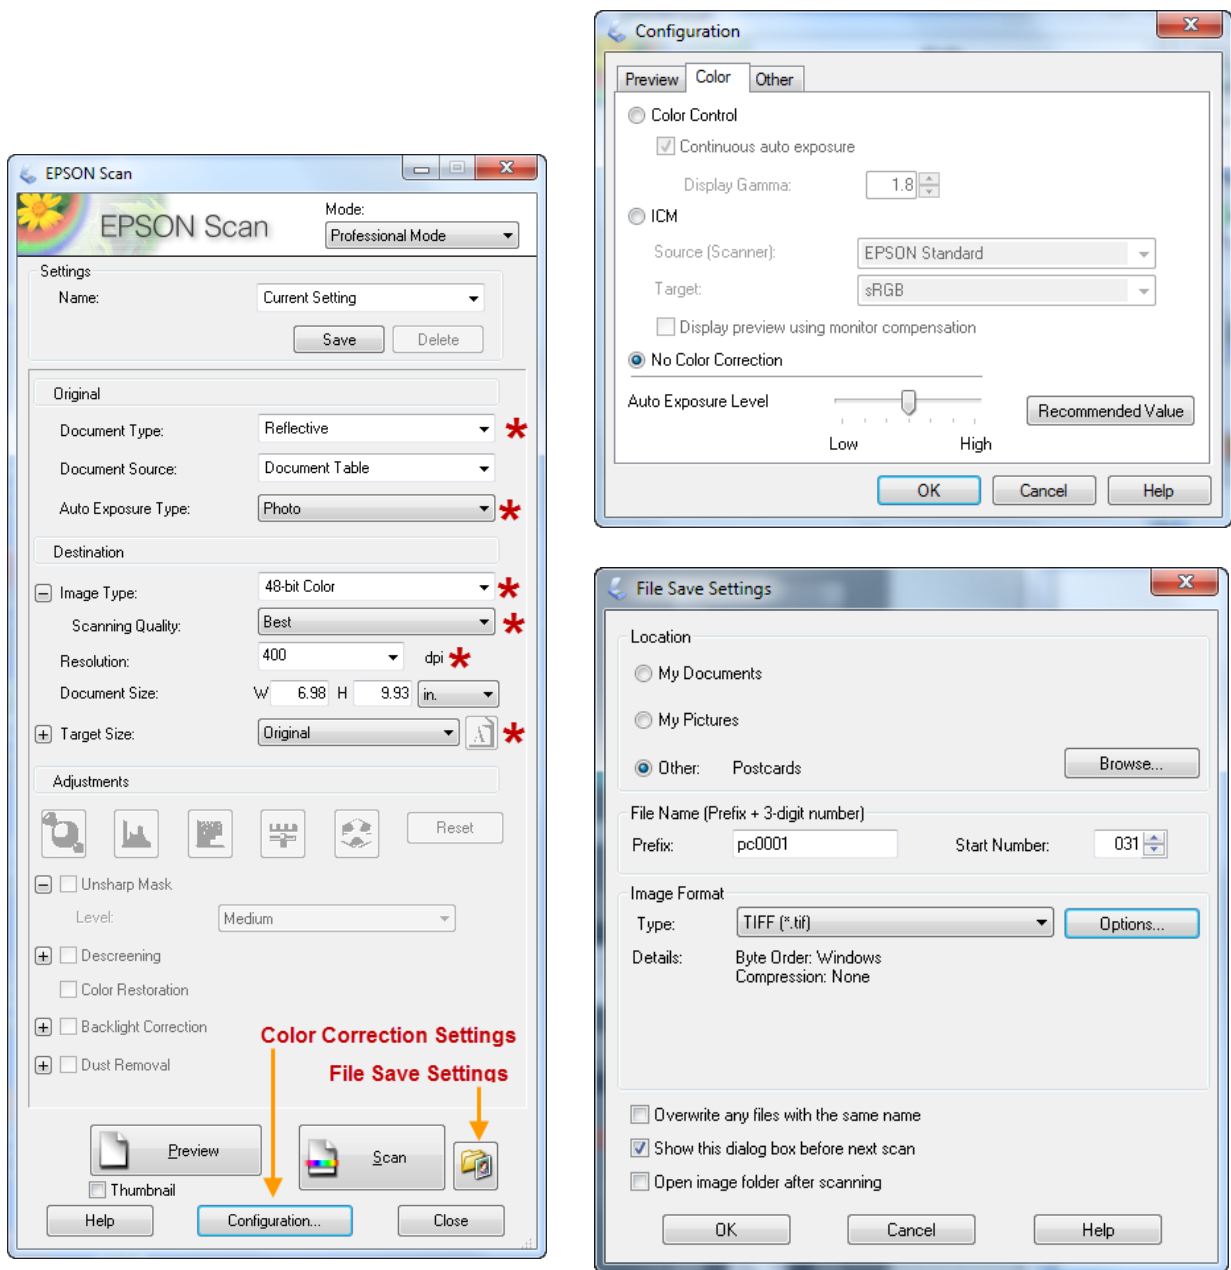 EPSON Scan
EPSON Scan
Mode:
Professional Mode
Settings
Name: Current Setting
Save Delete
Original
Document Type: Reflective *
Document Source: Document Table
Auto Exposure Type: Photo *
Destination
Image Type: 48-bit Color *
Scanning Quality: Best *
Resolution: 400 dpi *
Document Size: W 6.98 H 9.93 in.
Target Size: Original A *
Adjustments
Reset
Unsharp Mask
Level: Medium
Descreening
Color Restoration
Backlight Correction
Color Correction Settings
Dust Removal
File Save Settings
Preview Scan
Thumbnail
Help Configuration... Close
Configuration
Preview Color Other
Color Control
Continuous auto exposure
Display Gamma: 1.8
ICM
Source (Scanner): EPSON Standard
Target: sRGB
Display preview using monitor compensation
No Color Correction
Auto Exposure Level
Recommended Value
Low High
OK Cancel Help
File Save Settings
Location
My Documents
My Pictures
Other: Postcards Browse...
File Name (Prefix + 3-digit number)
Prefix: pc0001 Start Number: 031
Image Format
Type: TIFF (*.tif) Options...
Details: Byte Order: Windows
Compression: None
Overwrite any files with the same name
Show this dialog box before next scan
Open image folder after scanning
OK Cancel Help